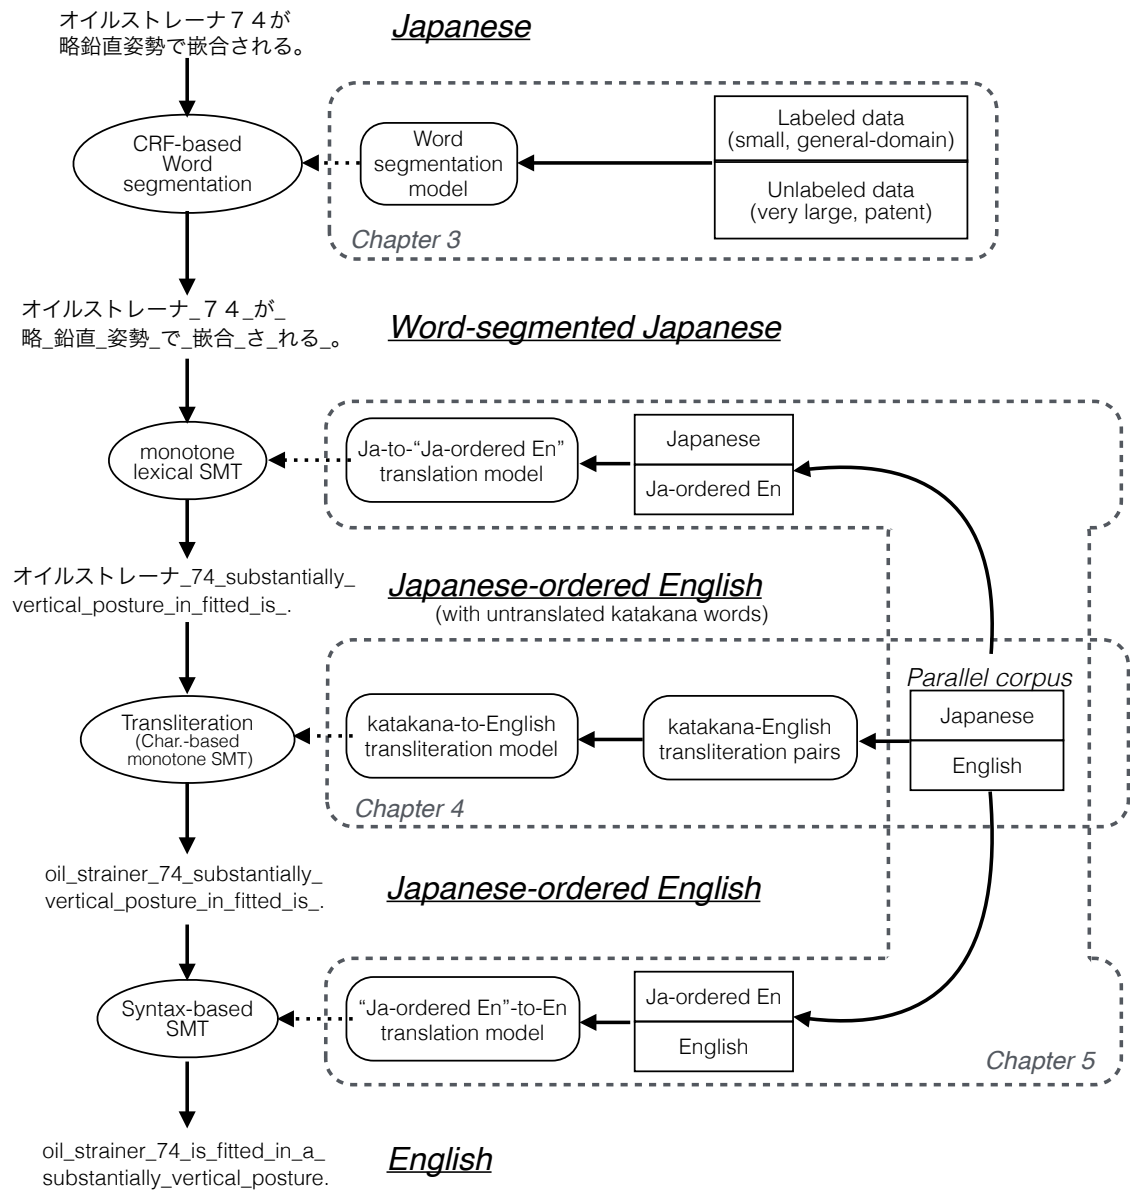 オイルストレーナ７４が
略鉛直姿勢で嵌合される。
Japanese
CRF-based
Word
segmentation
Word
segmentation
model
Labeled data
(small, general-domain)
Unlabeled data
(very large, patent)
Chapter 3
オイルストレーナ_７４_が_
略_鉛直_姿勢_で_嵌合_さ_れる_。
Word-segmented Japanese
monotone
lexical SMT
Ja-to-“Ja-ordered En”
translation model
Japanese
Ja-ordered En
オイルストレーナ_74_substantially_
vertical_posture_in_fitted_is_.
Japanese-ordered English
(with untranslated katakana words)
Parallel corpus
Japanese
English
Transliteration
(Char.-based
monotone SMT)
katakana-to-English
transliteration model
katakana-English
transliteration pairs
Chapter 4
oil_strainer_74_substantially_
vertical_posture_in_fitted_is_.
Japanese-ordered English
Syntax-based
SMT
“Ja-ordered En”-to-En
translation model
Ja-ordered En
English
Chapter 5
oil_strainer_74_is_fitted_in_a_
substantially_vertical_posture.
English